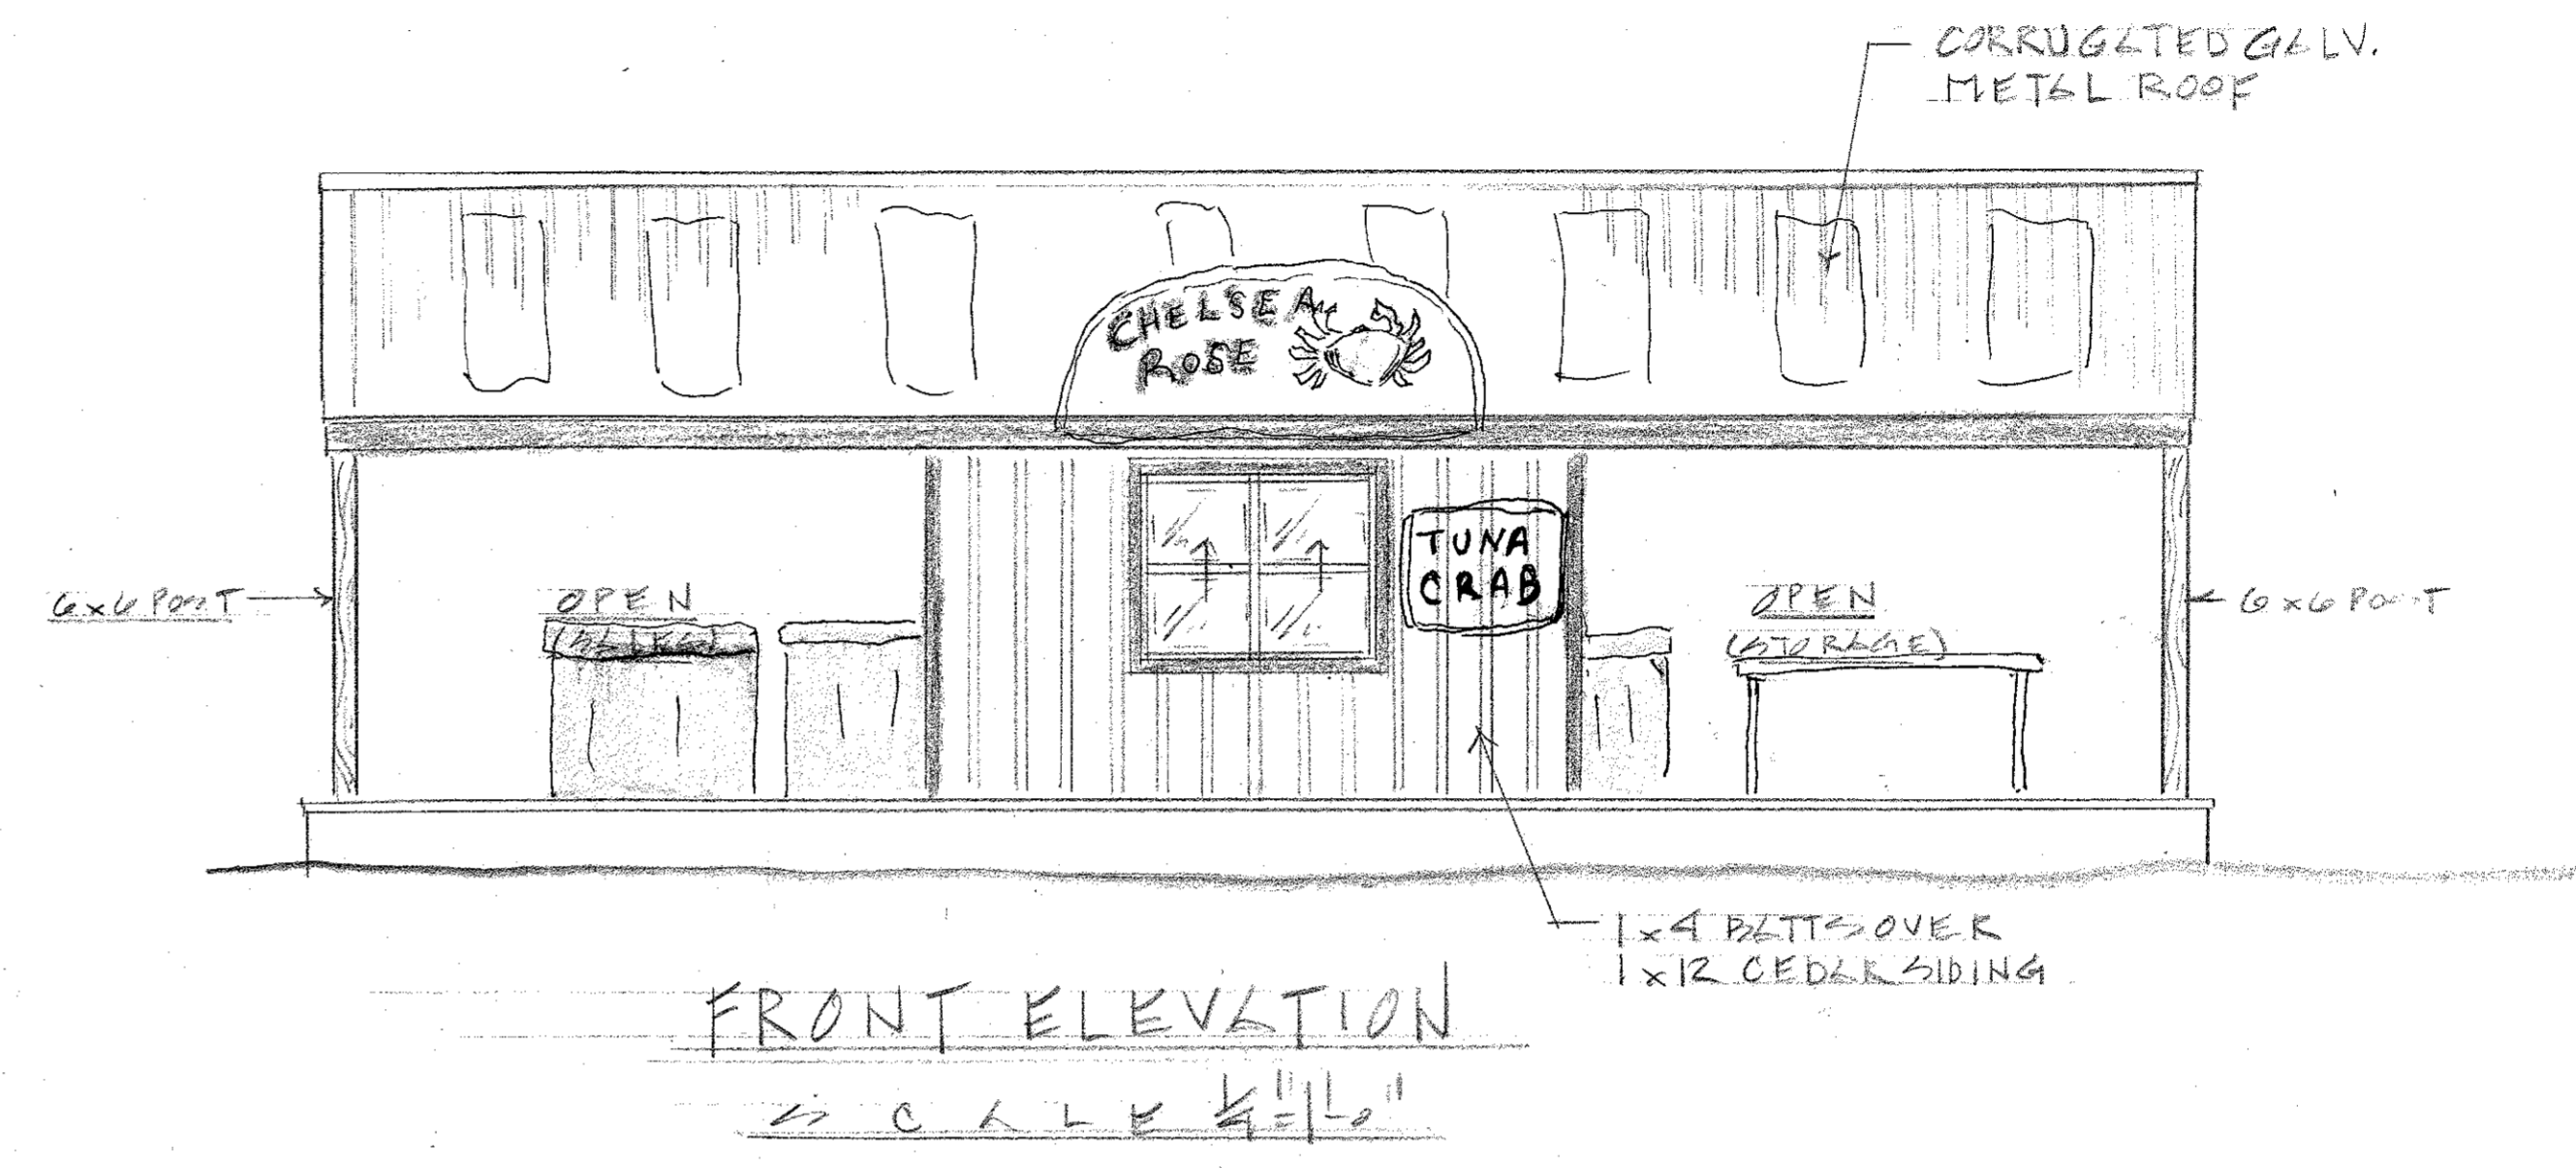 CORRUGATED GALV.
METAL ROOF
CHELSEA
ROSE
TUNA
CRAB
6x6 POST
OPEN
(SALES)
OPEN
(STORAGE)
6x6 POST
1x4 BATTS OVER
1x12 CEDAR SIDING
FRONT ELEVATION
SCALE 1/4"=1'-0"